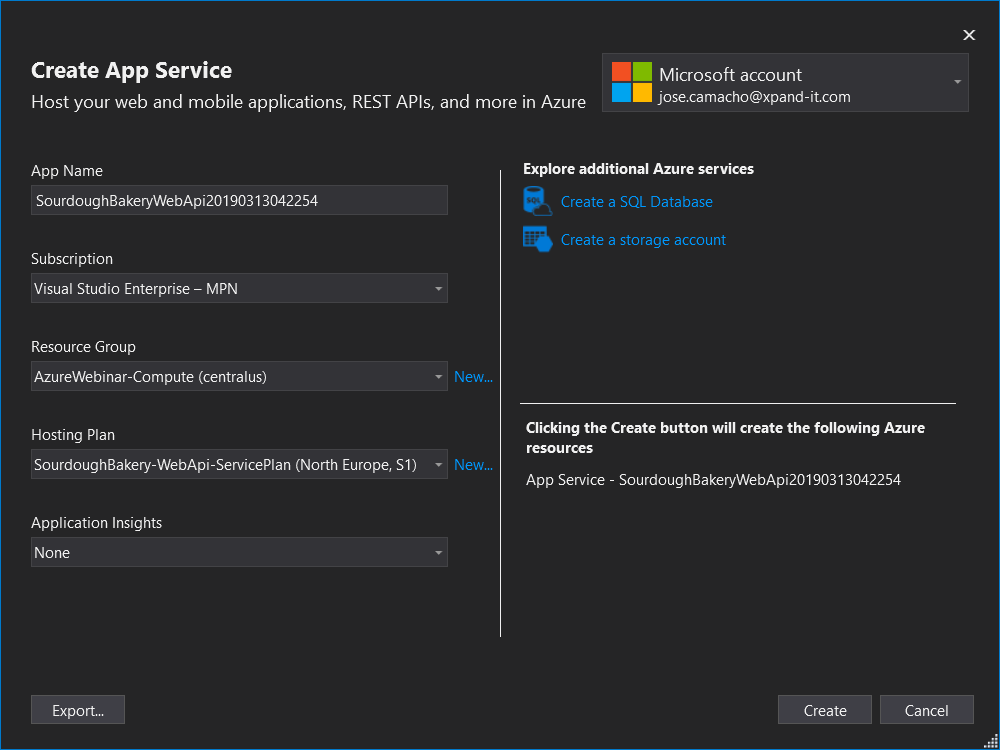 Create App Service
Host your web and mobile applications, REST APIs, and more in Azure
Microsoft account
jose.camacho@xpand-it.com
App Name
SourdoughBakeryWebApi20190313042254
Subscription
Visual Studio Enterprise – MPN
Resource Group
AzureWebinar-Compute (centralus)
New...
Hosting Plan
SourdoughBakery-WebApi-ServicePlan (North Europe, S1)
New...
Application Insights
None
Explore additional Azure services
SQL
Create a SQL Database
Create a storage account
Clicking the Create button will create the following Azure
resources
App Service - SourdoughBakeryWebApi20190313042254
Export...
Create
Cancel